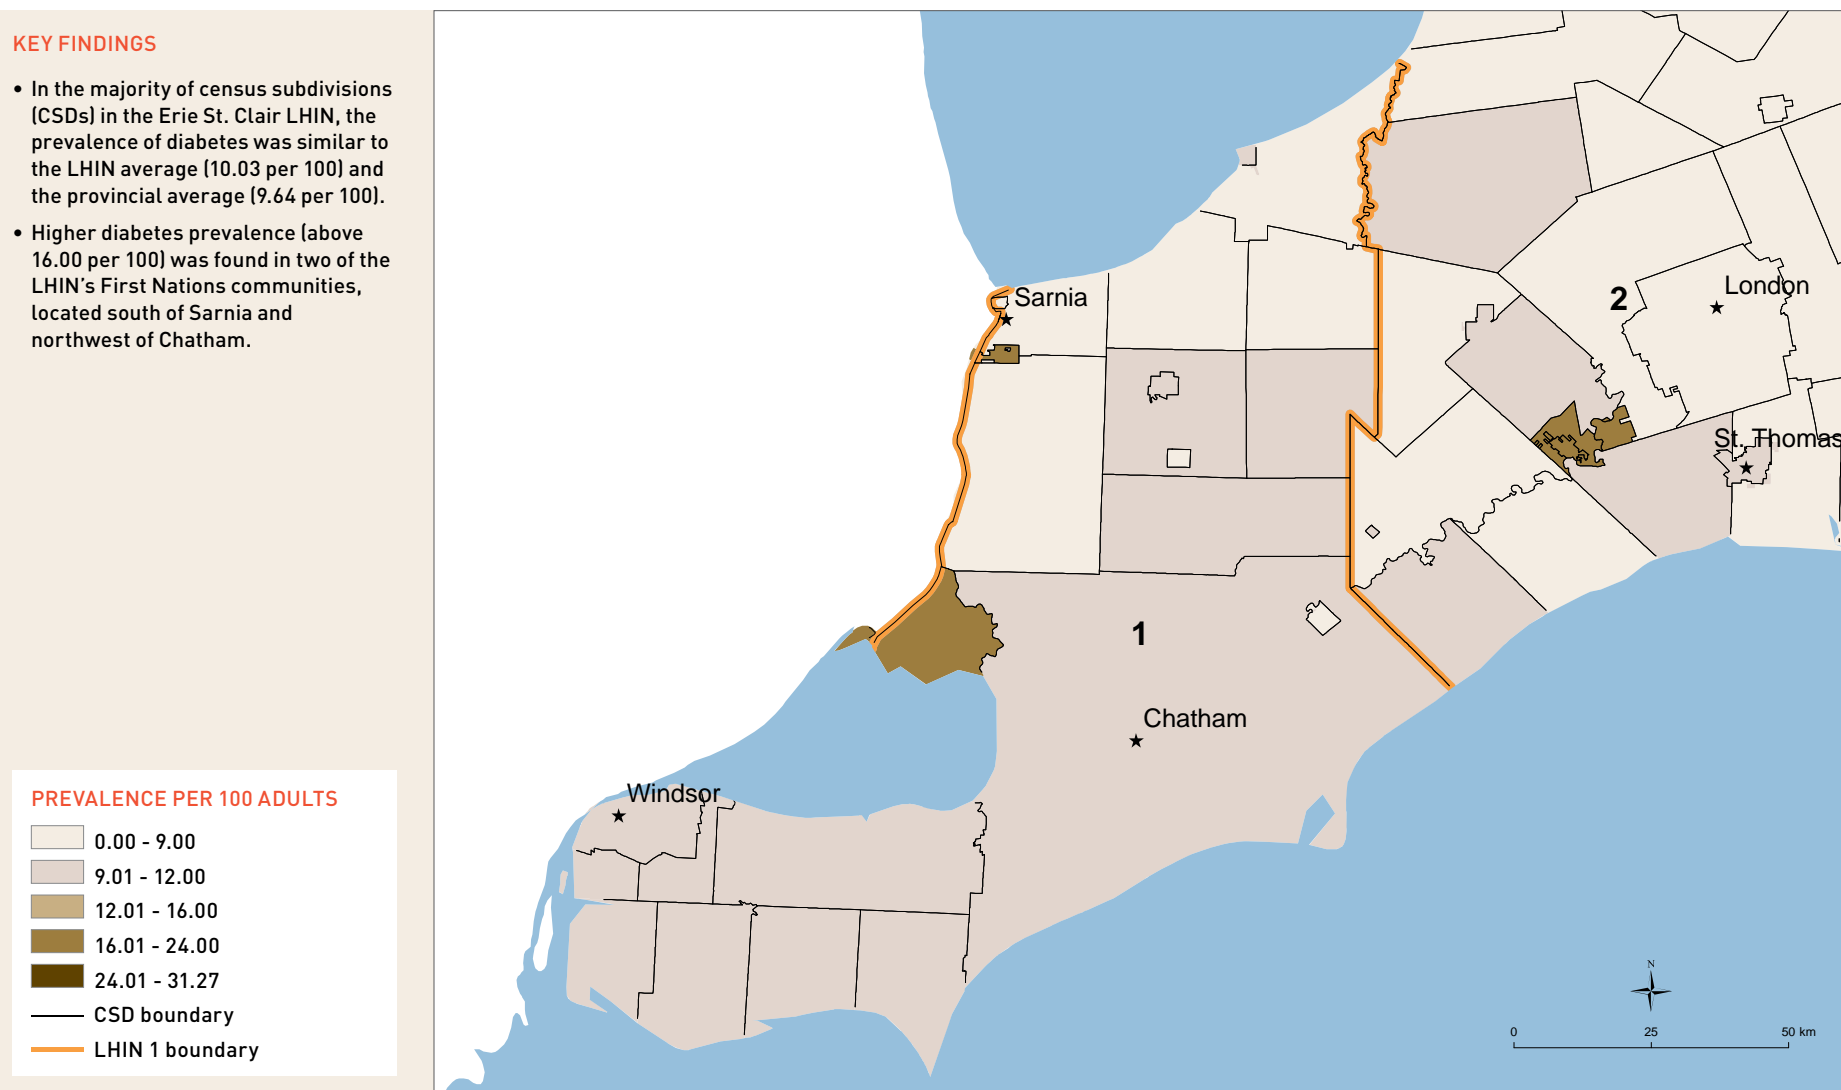 KEY FINDINGS
• In the majority of census subdivisions
(CSDs) in the Erie St. Clair LHIN, the
prevalence of diabetes was similar to
the LHIN average (10.03 per 100) and
the provincial average (9.64 per 100).
• Higher diabetes prevalence (above
16.00 per 100) was found in two of the
LHIN's First Nations communities,
located south of Sarnia and
northwest of Chatham.
Sarnia
London
2
St. Thomas
1
Chatham
Windsor
PREVALENCE PER 100 ADULTS
0.00 - 9.00
9.01 - 12.00
12.01 - 16.00
16.01 - 24.00
24.01 - 31.27
CSD boundary
LHIN 1 boundary
N
0 25 50 km